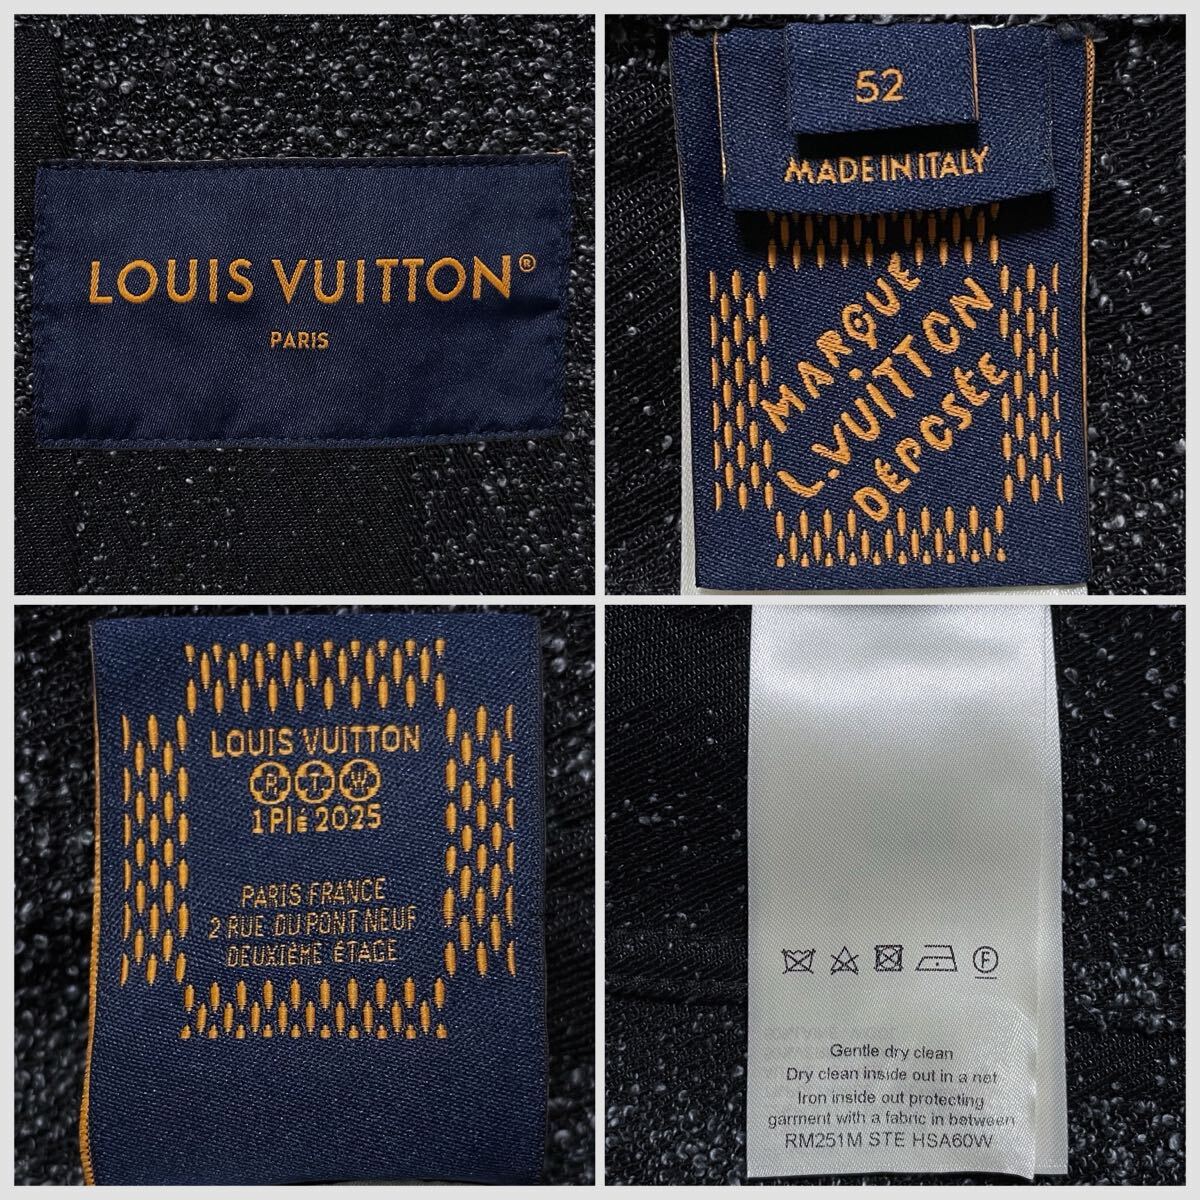 LOUIS VUITTON®
PARIS
52
MADE IN ITALY
MARQUE
L.VUITTON
DÉPOSÉE
LOUIS VUITTON
R T W
1 Plé 2025
PARIS FRANCE
2 RUE DU PONT NEUF
DEUXIÈME ÉTAGE
F
Gentle dry clean
Dry clean inside out in a net
Iron inside out protecting
garment with a fabric in between
RM251M STE HSA60W